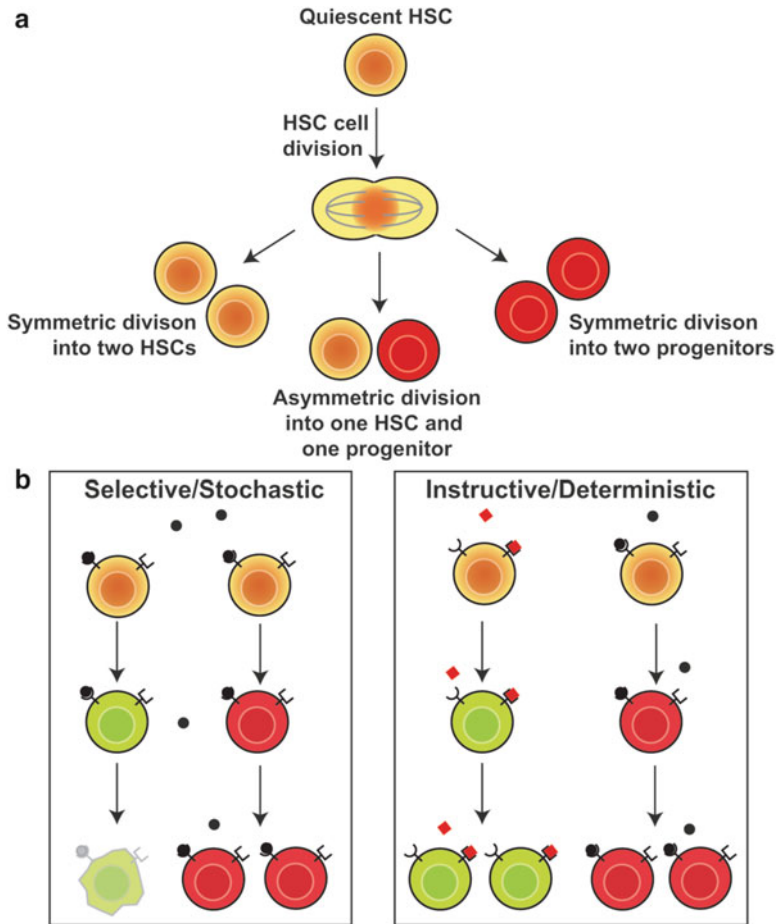 a
Quiescent HSC
HSC cell
division
Symmetric divison
into two HSCs
Asymmetric division
into one HSC and
one progenitor
Symmetric divison
into two progenitors
b
Selective/Stochastic
Instructive/Deterministic